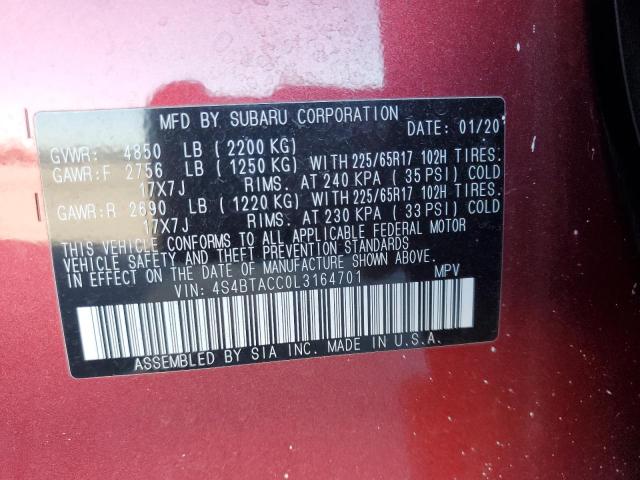 MFD BY SUBARU CORPORATION DATE: 01/20
GVWR: 4850 LB (2200 KG)
GAWR:F 2756 LB (1250 KG) WITH 225/65R17 102H TIRES.
17X7J RIMS. AT 240 KPA (35 PSI) COLD
GAWR:R 2690 LB (1220 KG) WITH 225/65R17 102H TIRES.
17X7J RIMS. AT 230 KPA (33 PSI) COLD
THIS VEHICLE CONFORMS TO ALL APPLICABLE FEDERAL MOTOR
VEHICLE SAFETY AND THEFT PREVENTION STANDARDS
IN EFFECT ON THE DATE OF MANUFACTURE SHOWN ABOVE.
VIN: 4S4BTACC0L3164701 MPV
ASSEMBLED BY SIA INC. MADE IN U.S.A.